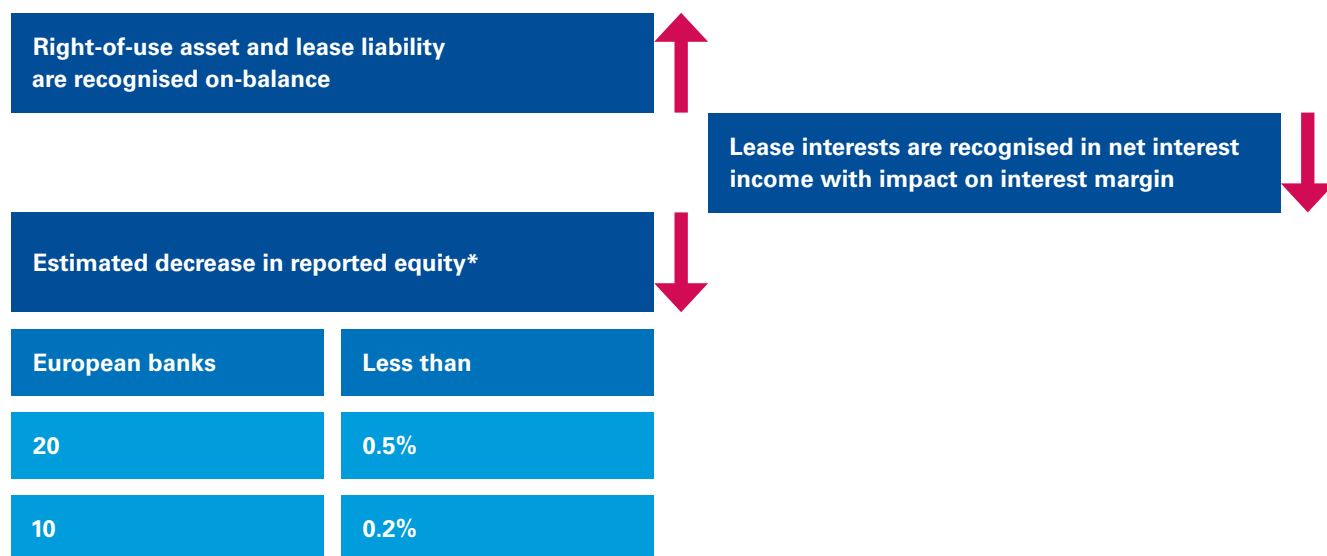 Right-of-use asset and lease liability
are recognised on-balance
Lease interests are recognised in net interest
income with impact on interest margin
Estimated decrease in reported equity*
European banks
Less than
20
0.5%
10
0.2%